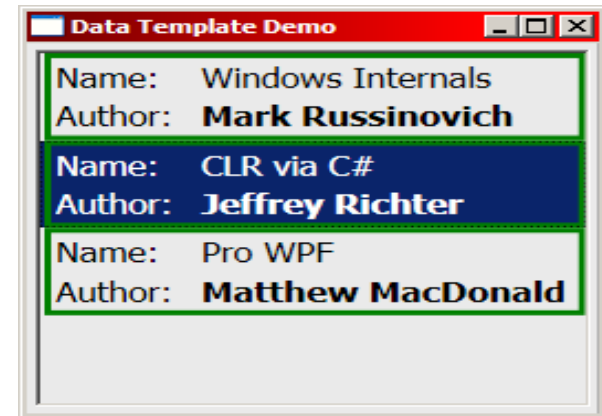 Data Template Demo
Name: Windows Internals
Author: Mark Russinovich
Name: CLR via C#
Author: Jeffrey Richter
Name: Pro WPF
Author: Matthew MacDonald